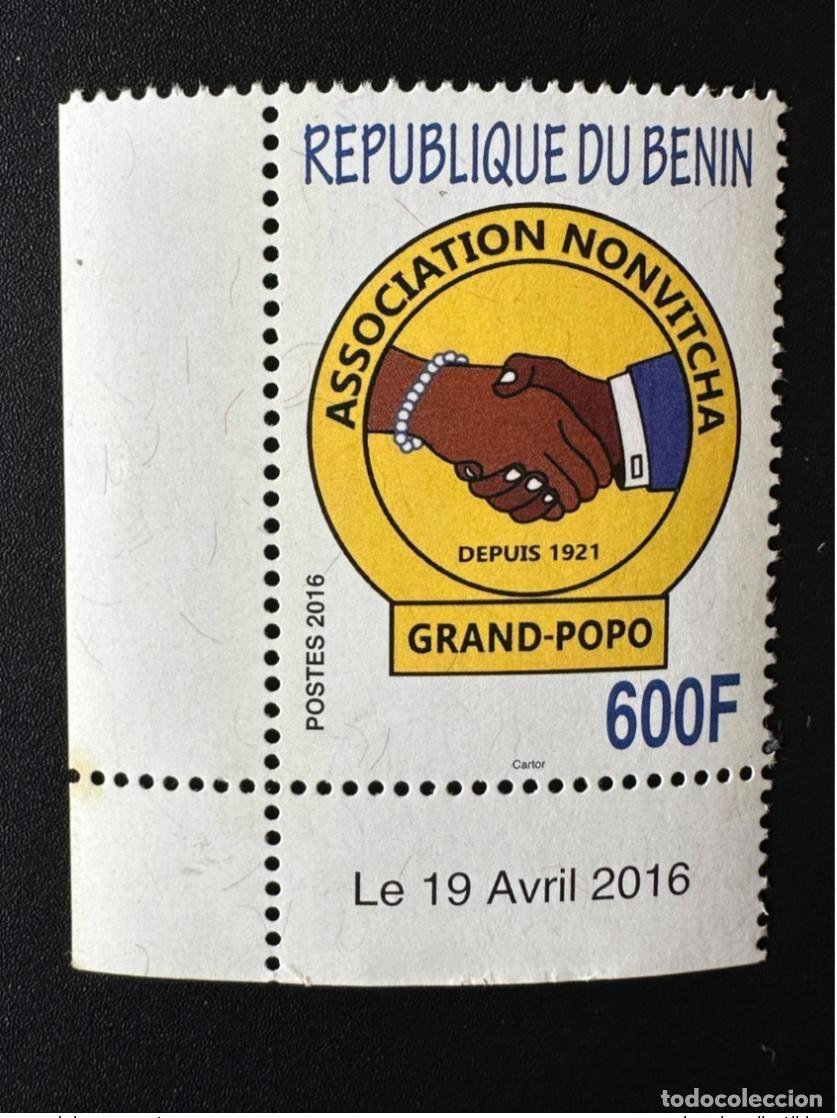 REPUBLIQUE DU BENIN
ASSOCIATION NONVITCHA
DEPUIS 1921
GRAND-POPO
POSTES 2016
600F
Cartor
Le 19 Avril 2016
todocoleccion